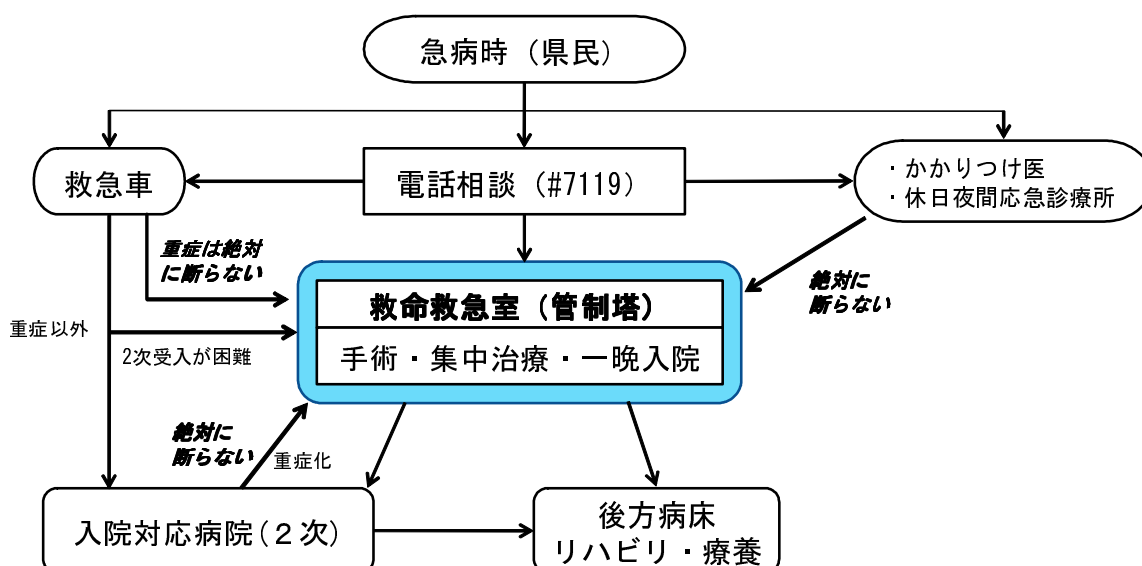 急病時（県民）
救急車
電話相談（#7119）
・かかりつけ医
・休日夜間応急診療所
重症は絶対
に断らない
絶対に
断らない
救命救急室（管制塔）
手術・集中治療・一晩入院
重症以外
2次受入が困難
絶対に
断らない
重症化
入院対応病院(２次)
後方病床
リハビリ・療養